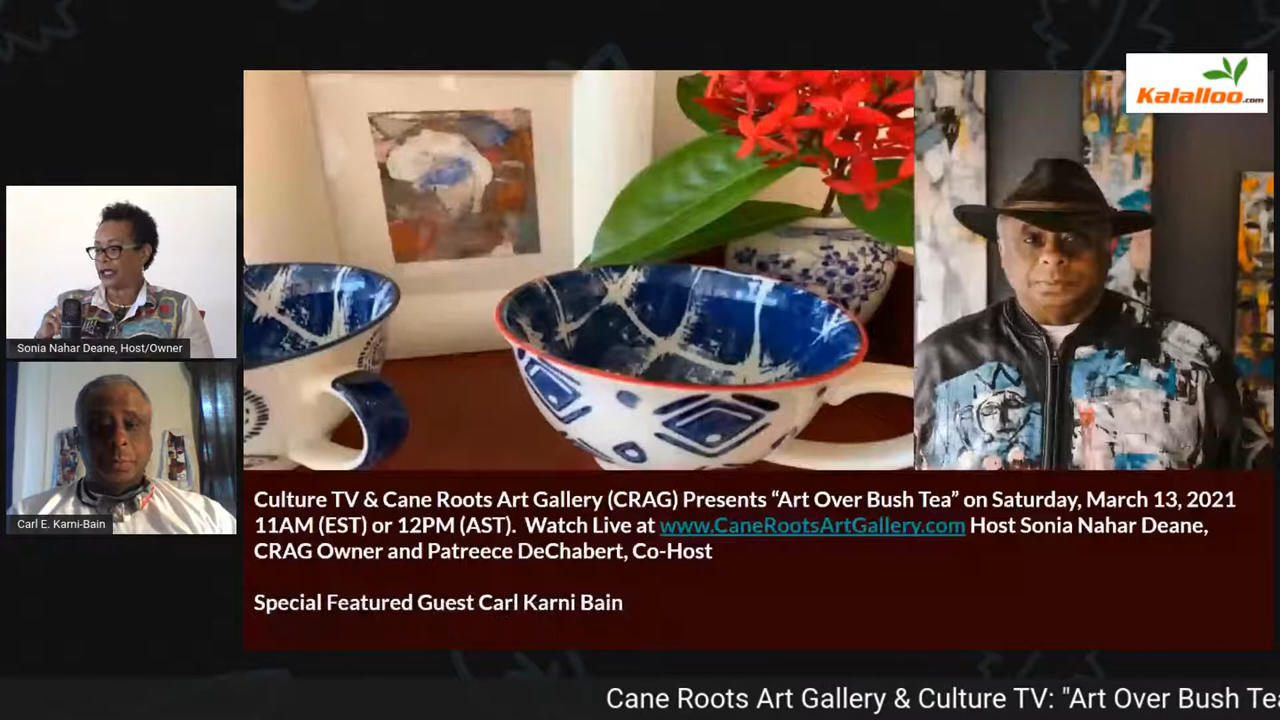 Kalalloo.com
Sonia Nahar Deane, Host/Owner
Carl E. Karni-Bain
Culture TV & Cane Roots Art Gallery (CRAG) Presents “Art Over Bush Tea” on Saturday, March 13, 2021
11AM (EST) or 12PM (AST).  Watch Live at www.CaneRootsArtGallery.com Host Sonia Nahar Deane,
CRAG Owner and Patreece DeChabert, Co-Host
Special Featured Guest Carl Karni Bain
Cane Roots Art Gallery & Culture TV: "Art Over Bush Tea